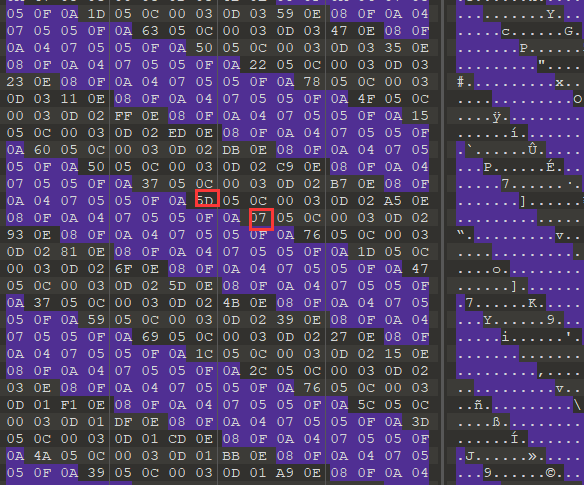 05 0F 0A 1D 05 0C 00 03 0D 03 59 0E 08 0F 0A 04 ..........Y.....
07 05 05 0F 0A 63 05 0C 00 03 0D 03 47 0E 08 0F .....c......G...
0A 04 07 05 05 0F 0A 50 05 0C 00 03 0D 03 35 0E .......P......5.
08 0F 0A 04 07 05 05 0F 0A 22 05 0C 00 03 0D 03 ........."......
23 0E 08 0F 0A 04 07 05 05 0F 0A 78 05 0C 00 03 #..........x....
0D 03 11 0E 08 0F 0A 04 07 05 05 0F 0A 4F 05 0C .............O..
00 03 0D 02 FF 0E 08 0F 0A 04 07 05 05 0F 0A 15 ....ÿ...........
05 0C 00 03 0D 02 ED 0E 08 0F 0A 04 07 05 05 0F ......í.........
0A 60 05 0C 00 03 0D 02 DB 0E 08 0F 0A 04 07 05 .`......Û.......
05 0F 0A 50 05 0C 00 03 0D 02 C9 0E 08 0F 0A 04 ...P......É.....
07 05 05 0F 0A 37 05 0C 00 03 0D 02 B7 0E 08 0F .....7......·...
0A 04 07 05 05 0F 0A 5D 05 0C 00 03 0D 02 A5 0E .......]......¥.
08 0F 0A 04 07 05 05 0F 0A 07 05 0C 00 03 0D 02 ................
93 0E 08 0F 0A 04 07 05 05 0F 0A 76 05 0C 00 03 “..........v....
0D 02 81 0E 08 0F 0A 04 07 05 05 0F 0A 1D 05 0C ................
00 03 0D 02 6F 0E 08 0F 0A 04 07 05 05 0F 0A 47 ....o..........G
05 0C 00 03 0D 02 5D 0E 08 0F 0A 04 07 05 05 0F ......].........
0A 37 05 0C 00 03 0D 02 4B 0E 08 0F 0A 04 07 05 .7......K.......
05 0F 0A 59 05 0C 00 03 0D 02 39 0E 08 0F 0A 04 ...Y......9.....
07 05 05 0F 0A 69 05 0C 00 03 0D 02 27 0E 08 0F .....i......'...
0A 04 07 05 05 0F 0A 1C 05 0C 00 03 0D 02 15 0E ................
08 0F 0A 04 07 05 05 0F 0A 2C 05 0C 00 03 0D 02 .........,......
03 0E 08 0F 0A 04 07 05 05 0F 0A 76 05 0C 00 03 ...........v....
0D 01 F1 0E 08 0F 0A 04 07 05 05 0F 0A 5C 05 0C ..ñ..........\..
00 03 0D 01 DF 0E 08 0F 0A 04 07 05 05 0F 0A 3D ....ß..........=
05 0C 00 03 0D 01 CD 0E 08 0F 0A 04 07 05 05 0F ......Í.........
0A 4A 05 0C 00 03 0D 01 BB 0E 08 0F 0A 04 07 05 .J......».......
05 0F 0A 39 05 0C 00 03 0D 01 A9 0E 08 0F 0A 04 ...9......©.....